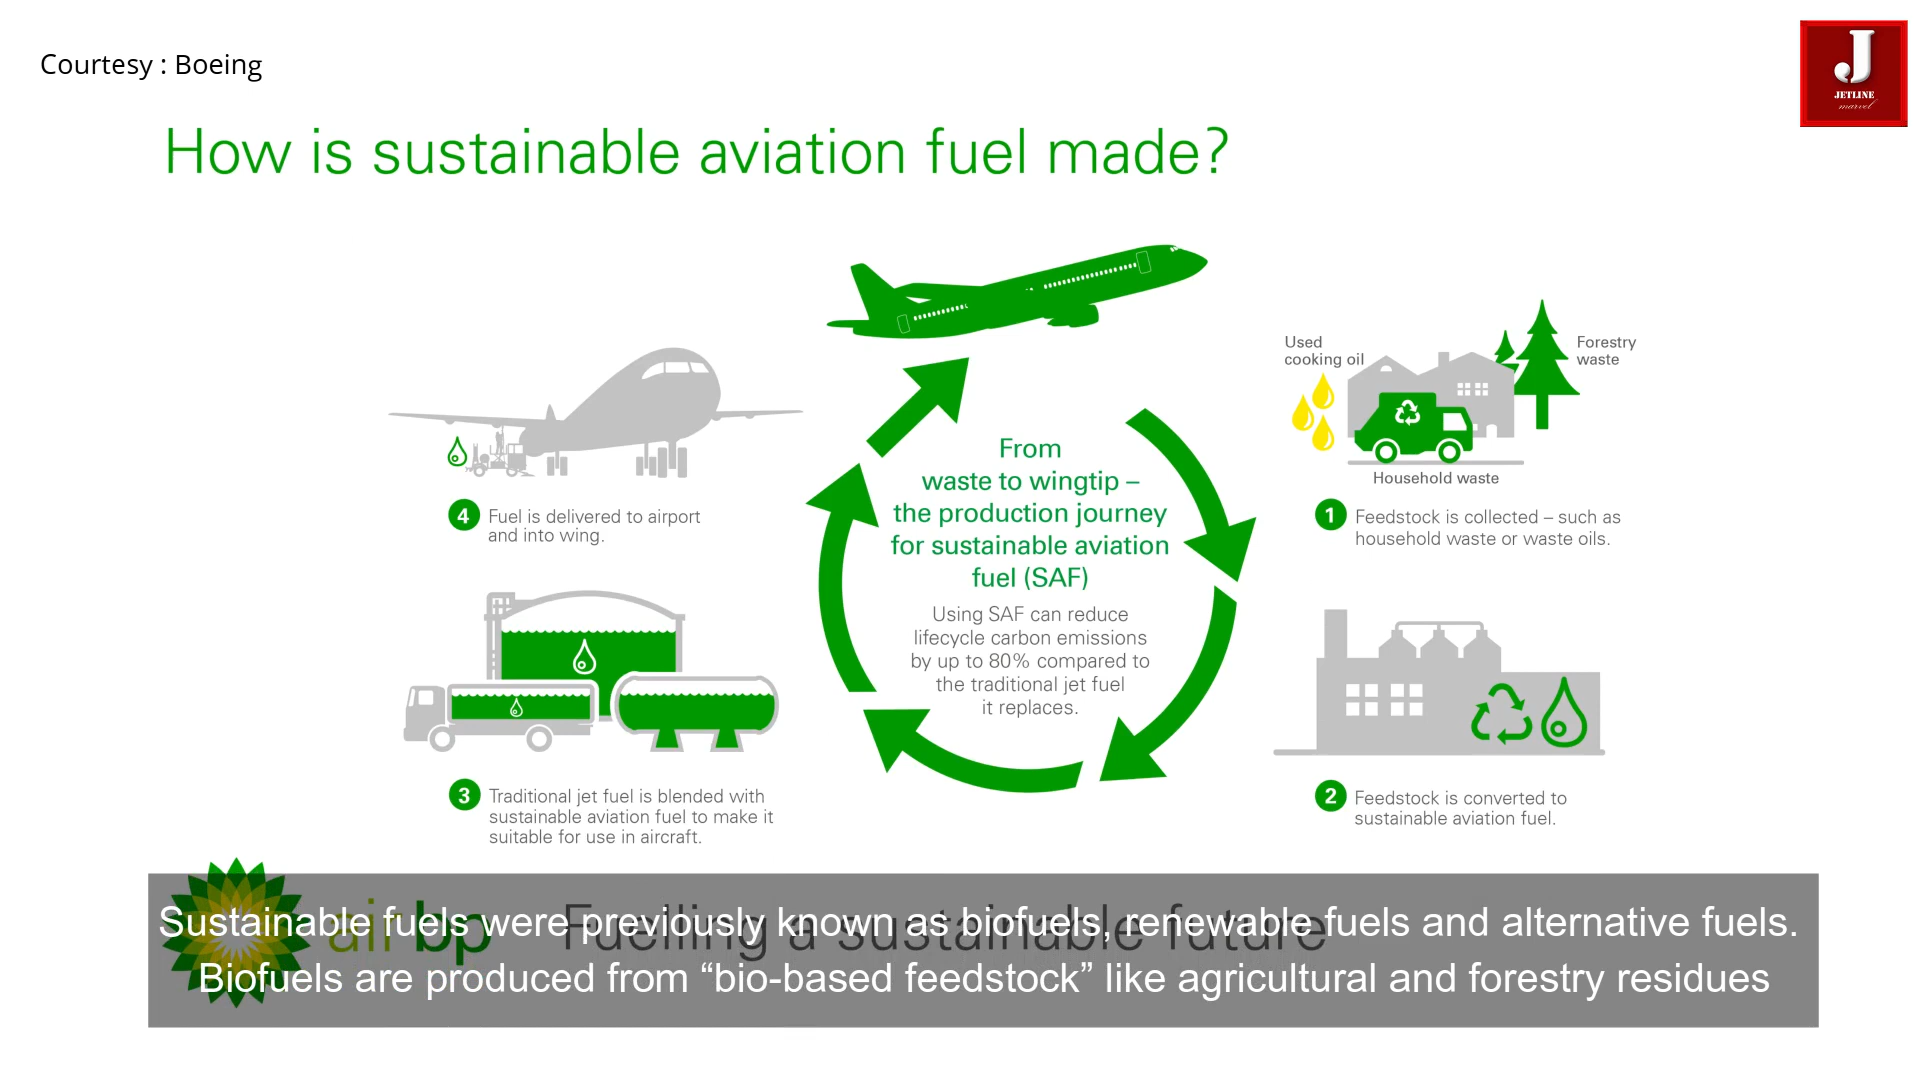 Courtesy : Boeing
J
JETLINE
marvel
How is sustainable aviation fuel made?
Used
cooking oil
Forestry
waste
Household waste
1 Feedstock is collected – such as
household waste or waste oils.
2 Feedstock is converted to
sustainable aviation fuel.
3 Traditional jet fuel is blended with
sustainable aviation fuel to make it
suitable for use in aircraft.
4 Fuel is delivered to airport
and into wing.
From
waste to wingtip –
the production journey
for sustainable aviation
fuel (SAF)
Using SAF can reduce
lifecycle carbon emissions
by up to 80% compared to
the traditional jet fuel
it replaces.
air bp Fuelling a sustainable future
Sustainable fuels were previously known as biofuels, renewable fuels and alternative fuels.
Biofuels are produced from “bio-based feedstock” like agricultural and forestry residues